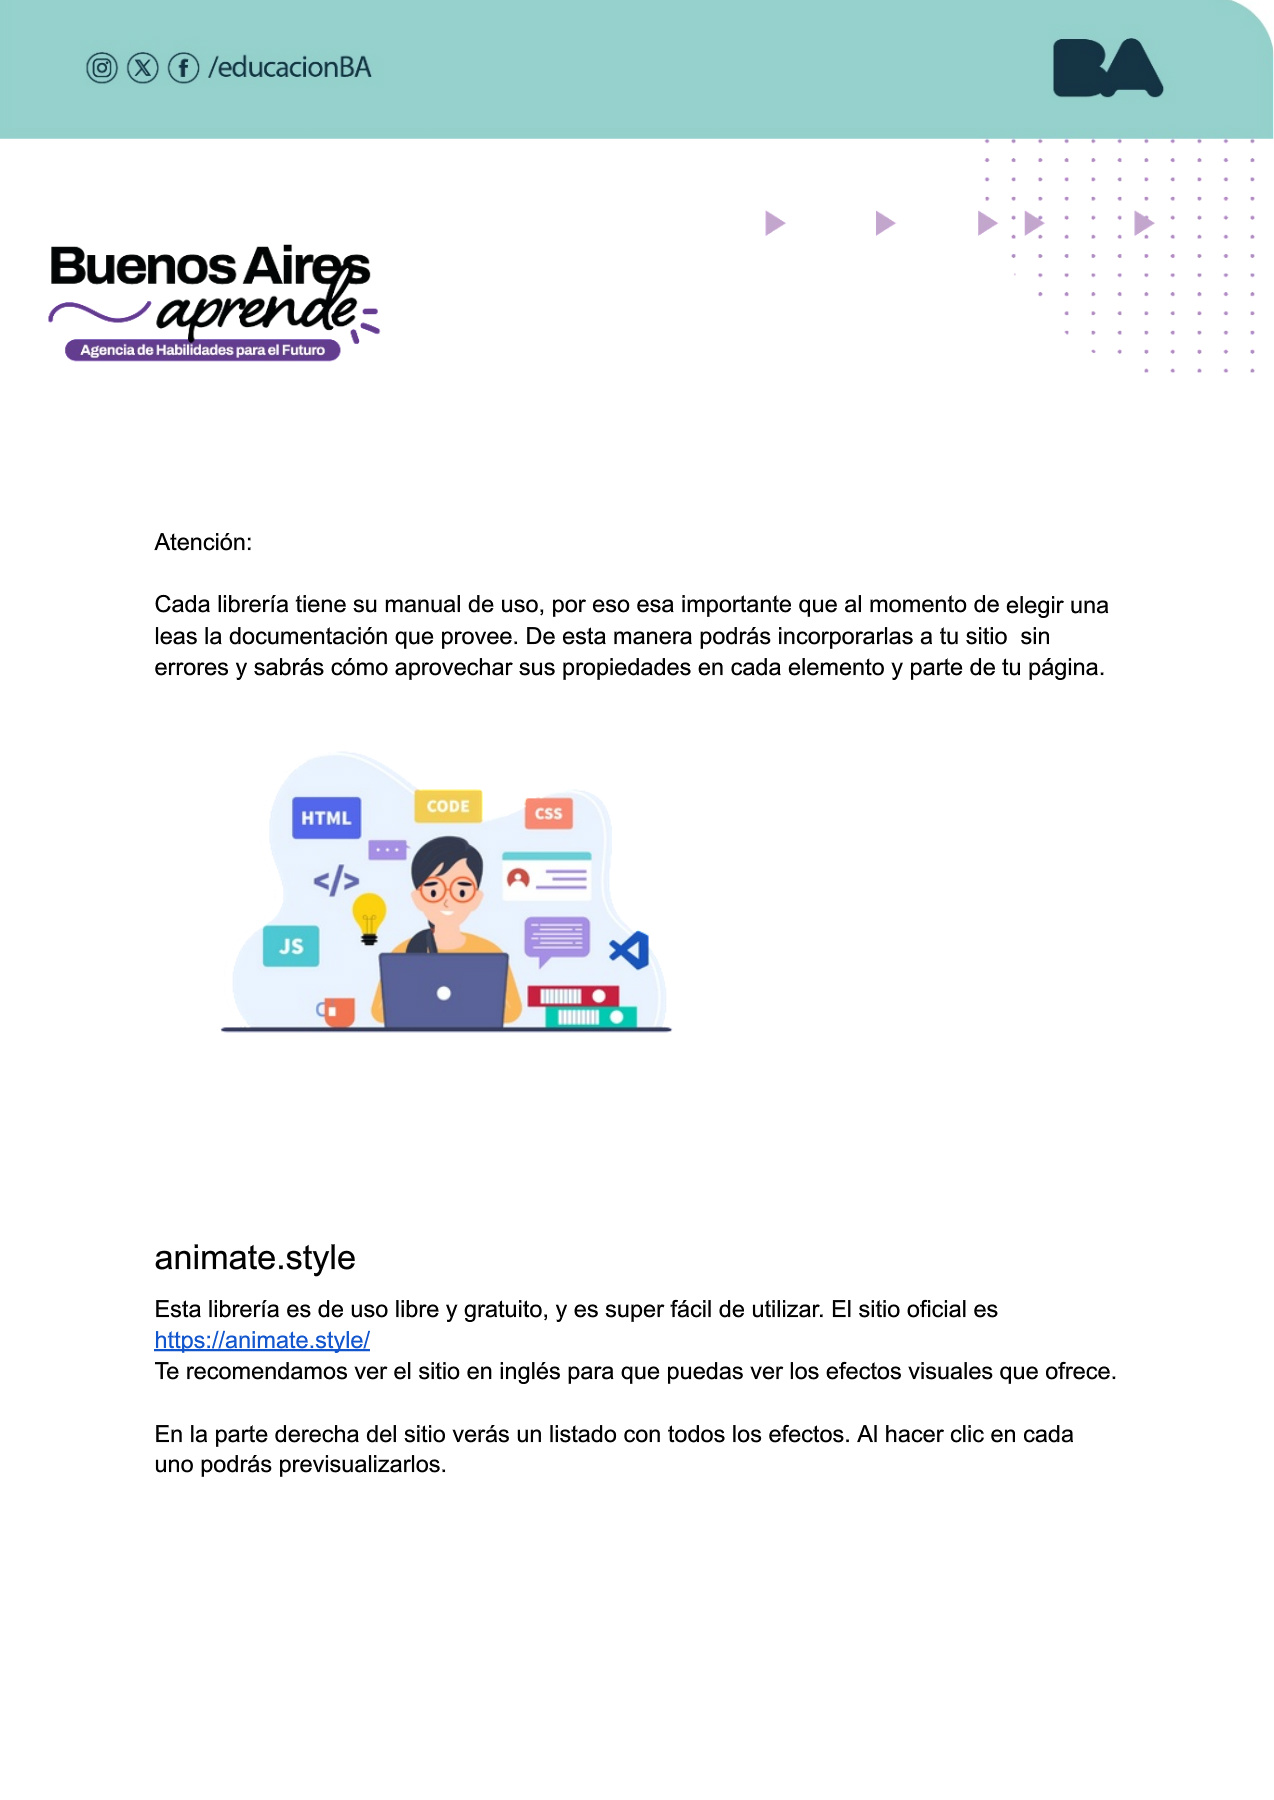 /educacionBA
BA
Buenos Aires
aprende
Agencia de Habilidades para el Futuro
Atención:
Cada librería tiene su manual de uso, por eso esa importante que al momento de elegir una
leas la documentación que provee. De esta manera podrás incorporarlas a tu sitio  sin
errores y sabrás cómo aprovechar sus propiedades en cada elemento y parte de tu página.
HTML
CODE
CSS
</>
JS
animate.style
Esta librería es de uso libre y gratuito, y es super fácil de utilizar. El sitio oficial es
https://animate.style/
Te recomendamos ver el sitio en inglés para que puedas ver los efectos visuales que ofrece.
En la parte derecha del sitio verás un listado con todos los efectos. Al hacer clic en cada
uno podrás previsualizarlos.